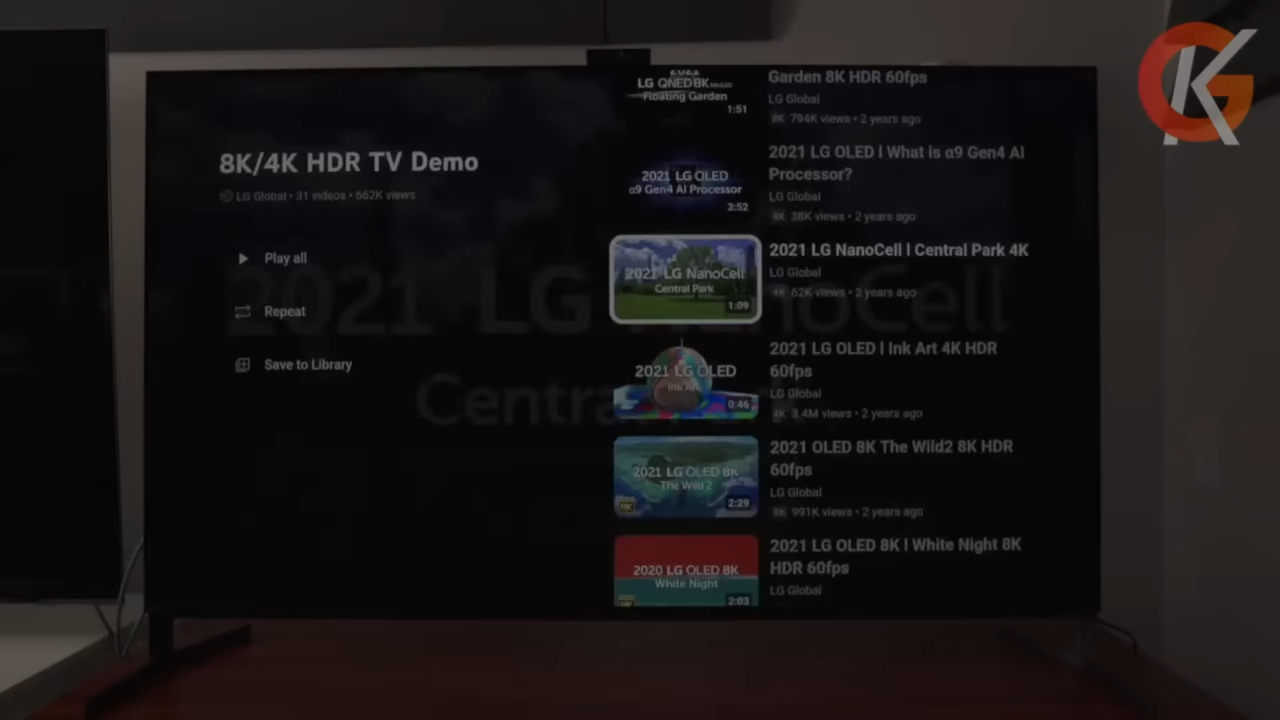 8K/4K HDR TV Demo
LG Global • 31 videos • 662K views
Play all
Repeat
Save to Library
2021
LG QNED8K
Floating Garden
1:51
Garden 8K HDR 60fps
LG Global
8K 794K views • 2 years ago
2021 LG OLED
α9 Gen4 AI Processor
3:52
2021 LG OLED l What is α9 Gen4 AI
Processor?
LG Global
4K 38K views • 2 years ago
2021 LG NanoCell
Central Park
1:09
2021 LG NanoCell l Central Park 4K
LG Global
4K 62K views • 2 years ago
2021 LG OLED
Ink Art
0:46
2021 LG OLED l Ink Art 4K HDR
60fps
LG Global
4K 3.4M views • 2 years ago
2021 LG OLED 8K
The Wild 2
8K
2:29
2021 OLED 8K The Wild2 8K HDR
60fps
LG Global
8K 991K views • 2 years ago
2020 LG OLED 8K
White Night
2:03
2021 LG OLED 8K l White Night 8K
HDR 60fps
LG Global
2021 LG NanoCell
Central Park
GK